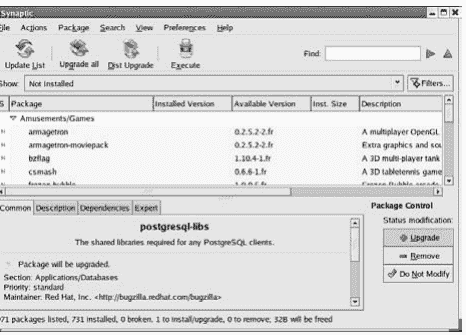 Synaptic
File Actions Package Search View Preferences Help
Update List Upgrade all Dist Upgrade Execute Find:
Show: Not Installed Filters...
S Package Installed Version Available Version Inst. Size Description
Amusements/Games
armagetron 0.2.5.2-2.fr A multiplayer OpenGL
armagetron-moviepack 0.2.5.2-2.fr Extra graphics and sou
bzflag 1.10.4-1.fr A 3D multi-player tank
csmash 0.6.6-1.fr A 3D tabletennis game
Common Description Dependencies Expert Package Control
postgresql-libs
The shared libraries required for any PostgreSQL clients.
Status modification:
Upgrade
Remove
Do Not Modify
Package will be upgraded.
Section: Applications/Databases
Priority: standard
Maintainer: Red Hat, Inc. <http://bugzilla.redhat.com/bugzilla>
71 packages listed, 731 installed, 0 broken. 1 to install/upgrade, 0 to remove; 32B will be freed